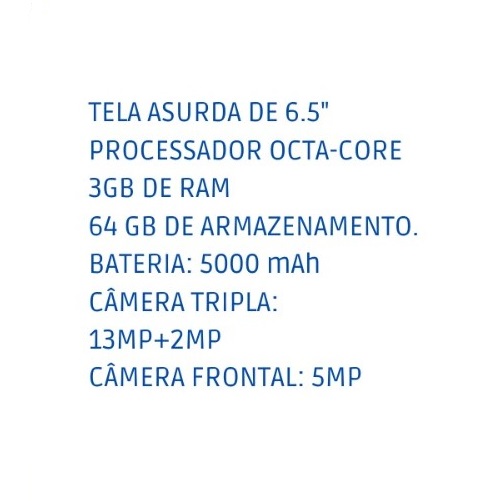 TELA ASURDA DE 6.5"
PROCESSADOR OCTA-CORE
3GB DE RAM
64 GB DE ARMAZENAMENTO.
BATERIA: 5000 mAh
CÂMERA TRIPLA:
13MP+2MP
CÂMERA FRONTAL: 5MP